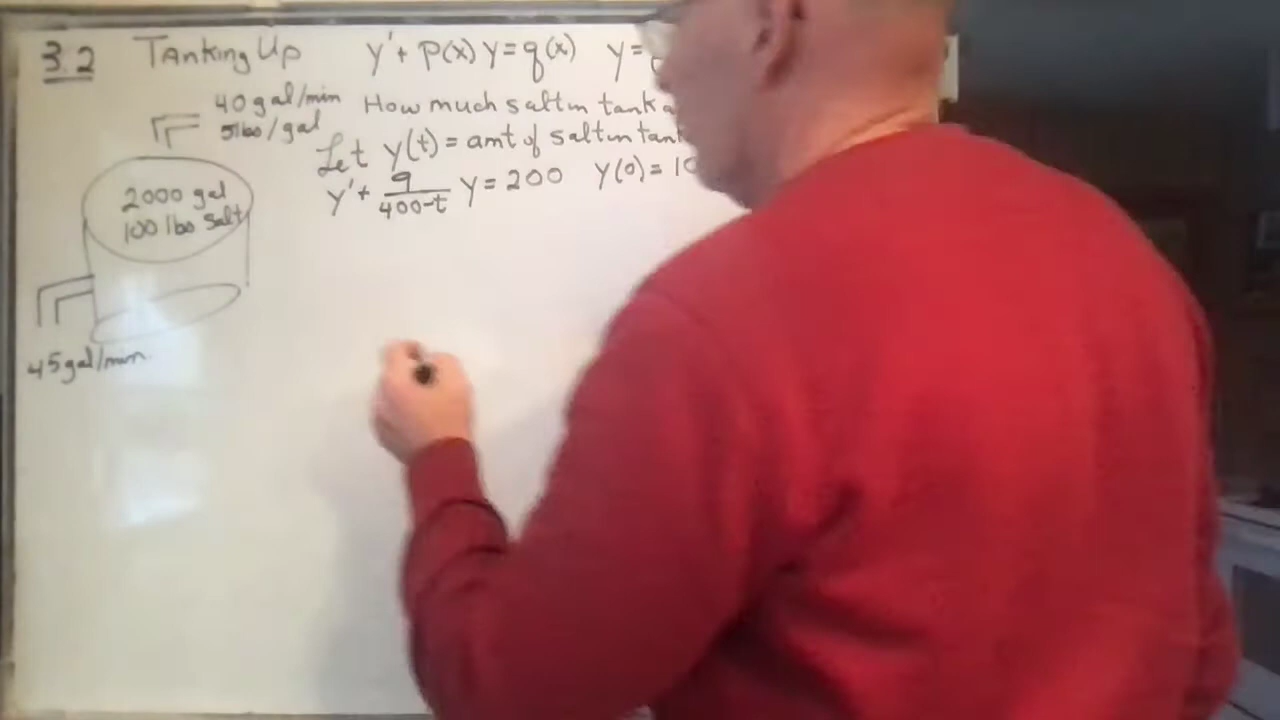 3.2 Tanking Up y' + p(x) y = q(x) y =
40 gal/min
5 lbs/gal
How much salt in tank
Let y(t) = amt of salt in tank
y' + 9/(400-t) y = 200 y(0) = 10
2000 gal
100 lbs salt
45 gal/min